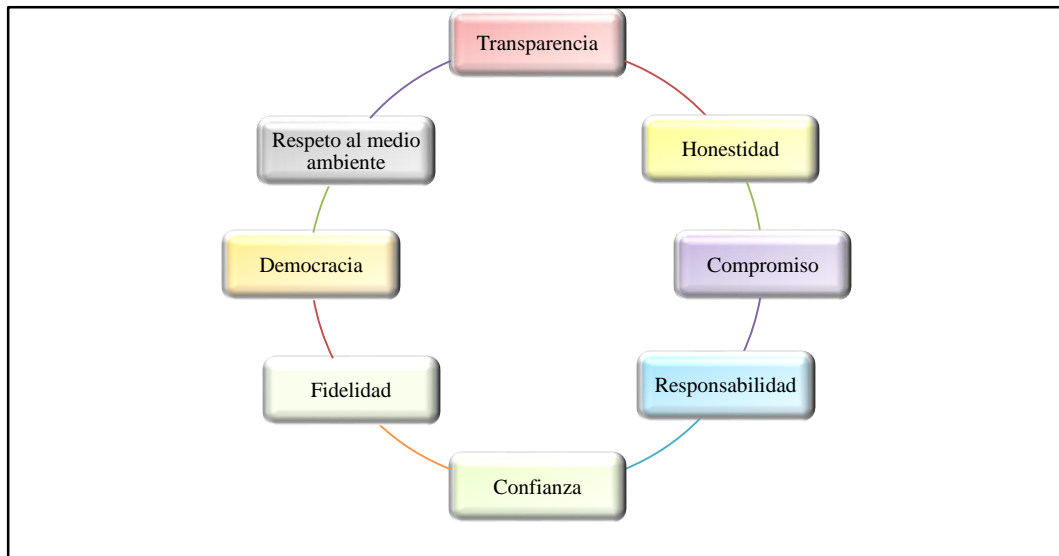 Transparencia
Honestidad
Compromiso
Responsabilidad
Confianza
Fidelidad
Democracia
Respeto al medio
ambiente